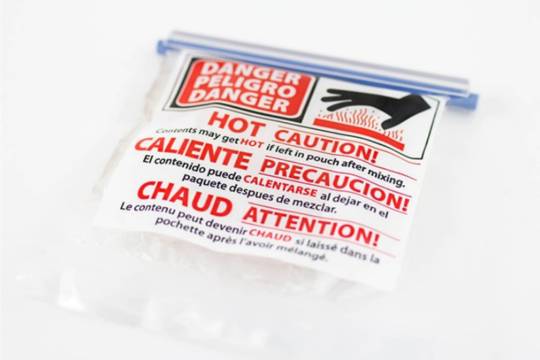 DANGER
PELIGRO
DANGER
HOT CAUTION!
Contents may get HOT if left in pouch after mixing.
CALIENTE PRECAUCION!
El contenido puede CALENTARSE al dejar en el
paquete despues de mezclar.
CHAUD ATTENTION!
Le contenu peut devenir CHAUD si laissé dans la
pochette après l'avoir mélangé.